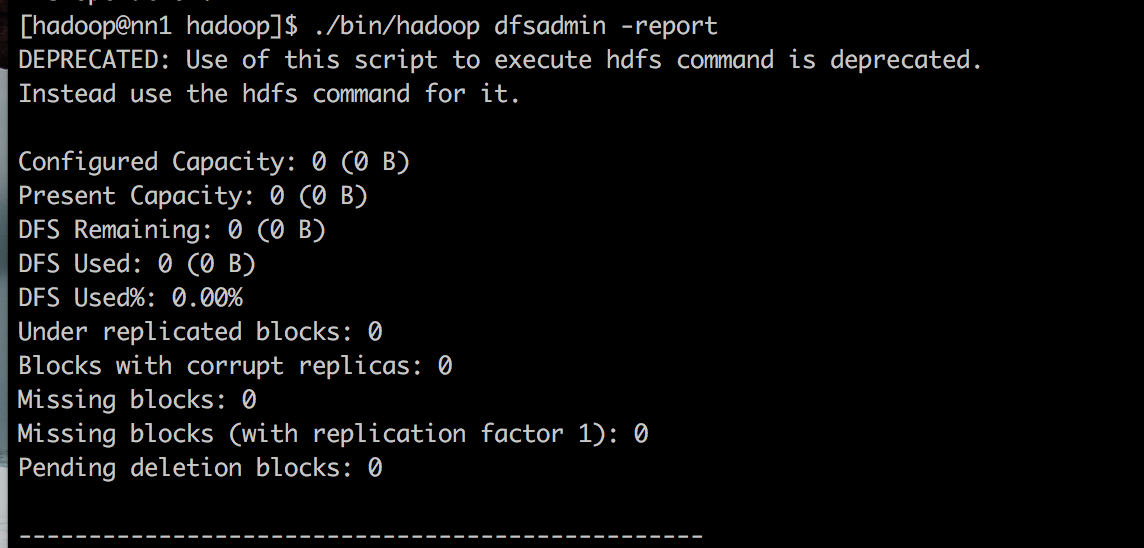 [hadoop@nn1 hadoop]$ ./bin/hadoop dfsadmin -report
DEPRECATED: Use of this script to execute hdfs command is deprecated.
Instead use the hdfs command for it.
Configured Capacity: 0 (0 B)
Present Capacity: 0 (0 B)
DFS Remaining: 0 (0 B)
DFS Used: 0 (0 B)
DFS Used%: 0.00%
Under replicated blocks: 0
Blocks with corrupt replicas: 0
Missing blocks: 0
Missing blocks (with replication factor 1): 0
Pending deletion blocks: 0
-------------------------------------------------